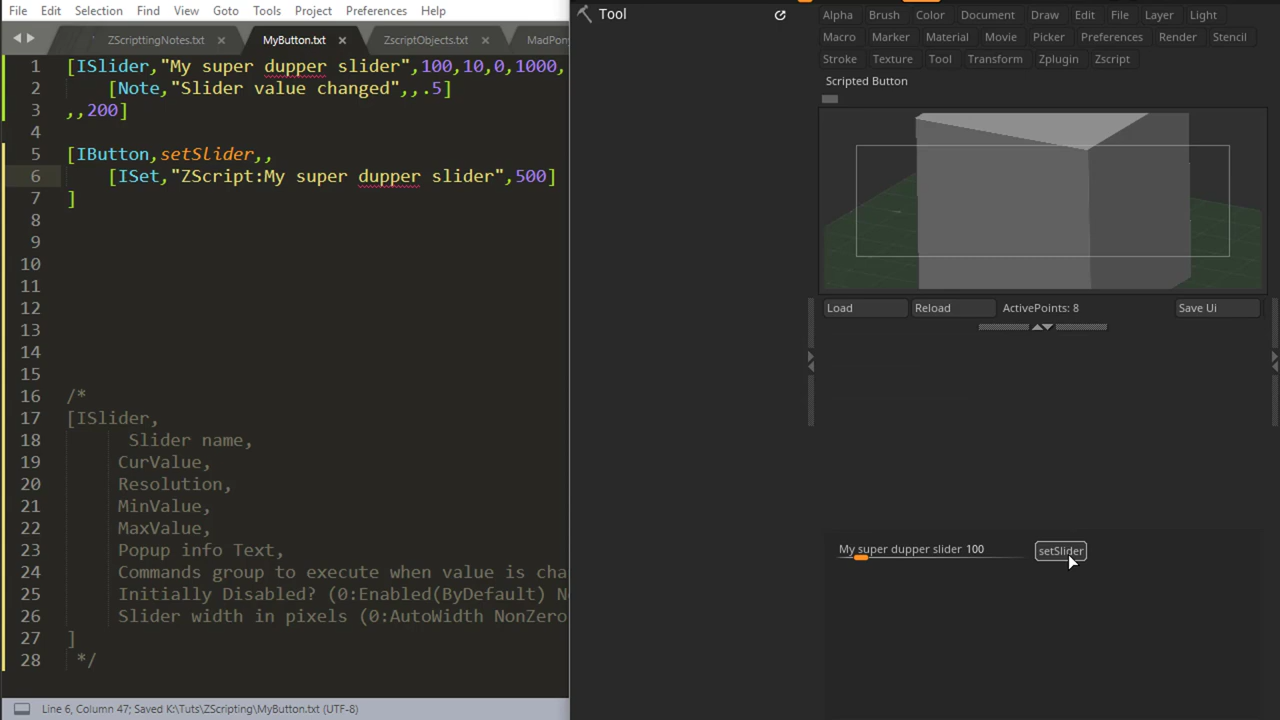 File Edit Selection Find View Goto Tools Project Preferences Help
ZScripttingNotes.txt × MyButton.txt × ZscriptObjects.txt × MadPony
1 [ISlider,"My super dupper slider",100,10,0,1000,
2 [Note,"Slider value changed",,.5]
3 ,,200]
4
5 [IButton,setSlider,,
6 [ISet,"ZScript:My super dupper slider",500]
7 ]
8
9
10
11
12
13
14
15
16 /*
17 [ISlider,
18 Slider name,
19 CurValue,
20 Resolution,
21 MinValue,
22 MaxValue,
23 Popup info Text,
24 Commands group to execute when value is cha
25 Initially Disabled? (0:Enabled(ByDefault) No
26 Slider width in pixels (0:AutoWidth NonZero
27 ]
28 */
Line 6, Column 47; Saved K:\Tuts\ZScripting\MyButton.txt (UTF-8)
Tool
Alpha Brush Color Document Draw Edit File Layer Light
Macro Marker Material Movie Picker Preferences Render Stencil
Stroke Texture Tool Transform Zplugin Zscript
Scripted Button
Load Reload ActivePoints: 8 Save Ui
My super dupper slider 100 setSlider